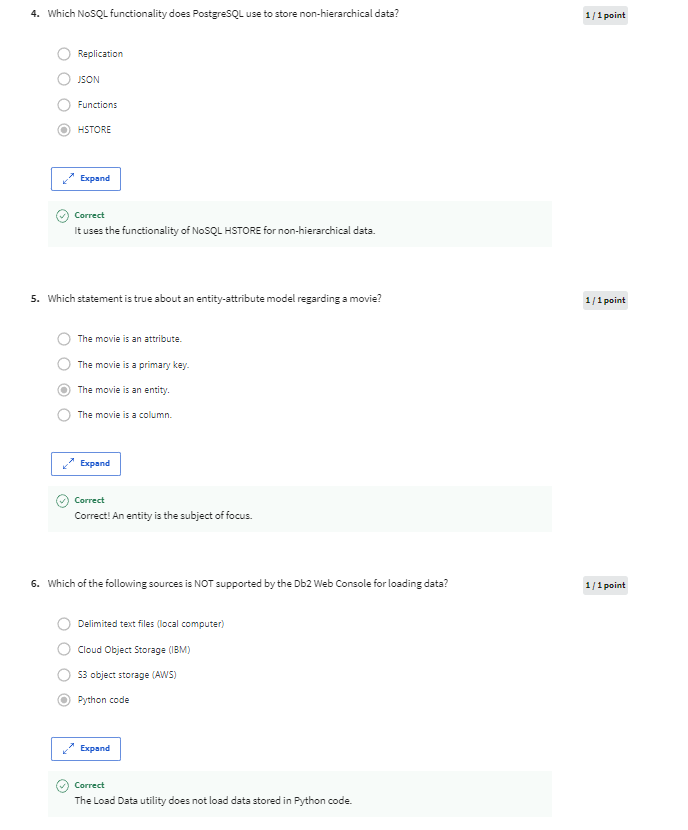 4. Which NoSQL functionality does PostgreSQL use to store non-hierarchical data?
1 / 1 point
Replication
JSON
Functions
HSTORE
Expand
Correct
It uses the functionality of NoSQL HSTORE for non-hierarchical data.
5. Which statement is true about an entity-attribute model regarding a movie?
1 / 1 point
The movie is an attribute.
The movie is a primary key.
The movie is an entity.
The movie is a column.
Expand
Correct
Correct! An entity is the subject of focus.
6. Which of the following sources is NOT supported by the Db2 Web Console for loading data?
1 / 1 point
Delimited text files (local computer)
Cloud Object Storage (IBM)
S3 object storage (AWS)
Python code
Expand
Correct
The Load Data utility does not load data stored in Python code.